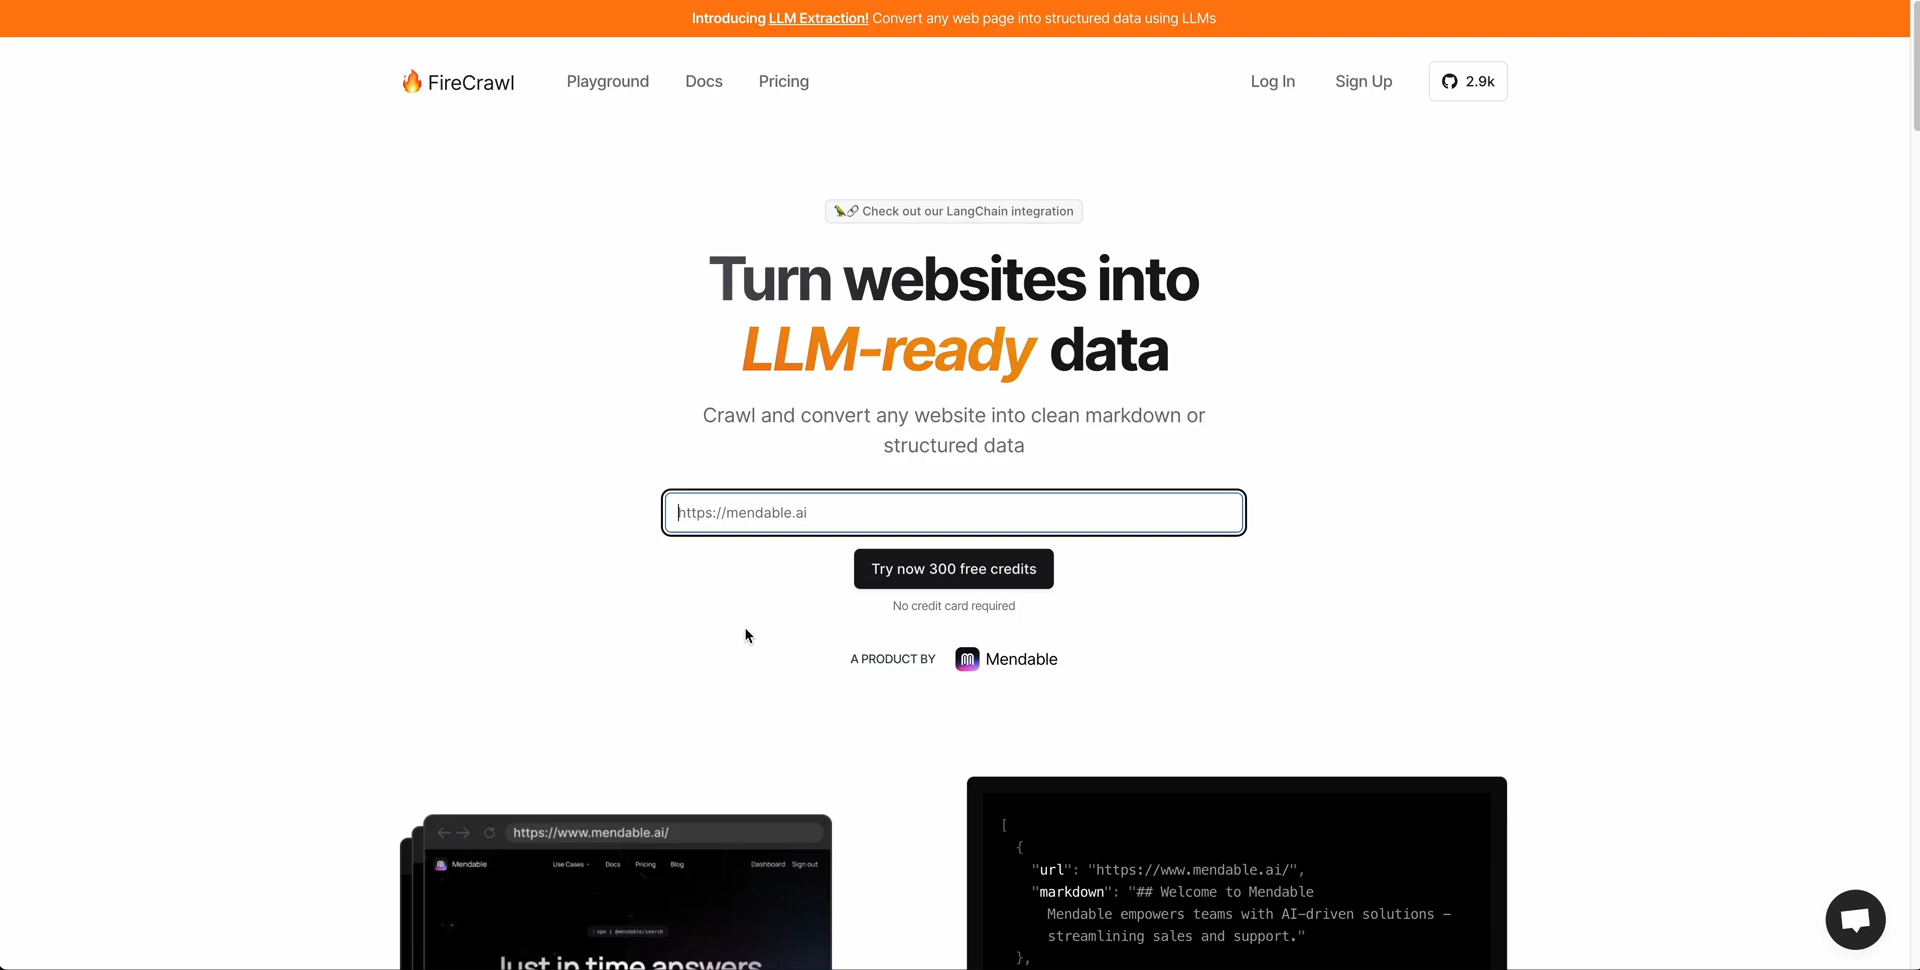 Introducing LLM Extraction! Convert any web page into structured data using LLMs
🔥 FireCrawl
Playground
Docs
Pricing
Log In
Sign Up
2.9k
🦜🔗 Check out our LangChain integration
Turn websites into
LLM-ready data
Crawl and convert any website into clean markdown or
structured data
https://mendable.ai
Try now 300 free credits
No credit card required
A PRODUCT BY
Mendable
https://www.mendable.ai/
Mendable
Use Cases
Docs
Pricing
Blog
Dashboard
Sign out
npm i @mendable/search
Just in time answers
[
{
"url": "https://www.mendable.ai/",
"markdown": "## Welcome to Mendable
Mendable empowers teams with AI-driven solutions –
streamlining sales and support."
},